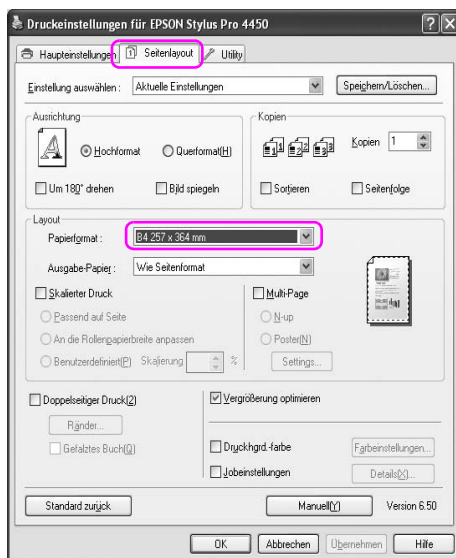 Druckeinstellungen für EPSON Stylus Pro 4450
Haupteinstellungen Seitenlayout Utility
Einstellung auswählen : Aktuelle Einstellungen Speichern/Löschen...
Ausrichtung Kopien
A Hochformat Querformat(H) Kopien 1
Um 180° drehen Bild spiegeln Sortieren Seitenfolge
Layout
Papierformat : B4 257 x 364 mm
Ausgabe-Papier : Wie Seitenformat
Skalierter Druck Multi-Page
Passend auf Seite N-up
An die Rollenpapierbreite anpassen Poster(N)
Benutzerdefiniert(P) Skalierung % Settings...
Doppelseitiger Druck(2) Vergrößerung optimieren
Ränder...
Gefalztes Buch(Q) Druckhgrd.-farbe Farbeinstellungen...
Jobeinstellungen Details(X)...
Standard zurück Manuell(Y) Version 6.50
OK Abbrechen Übernehmen Hilfe